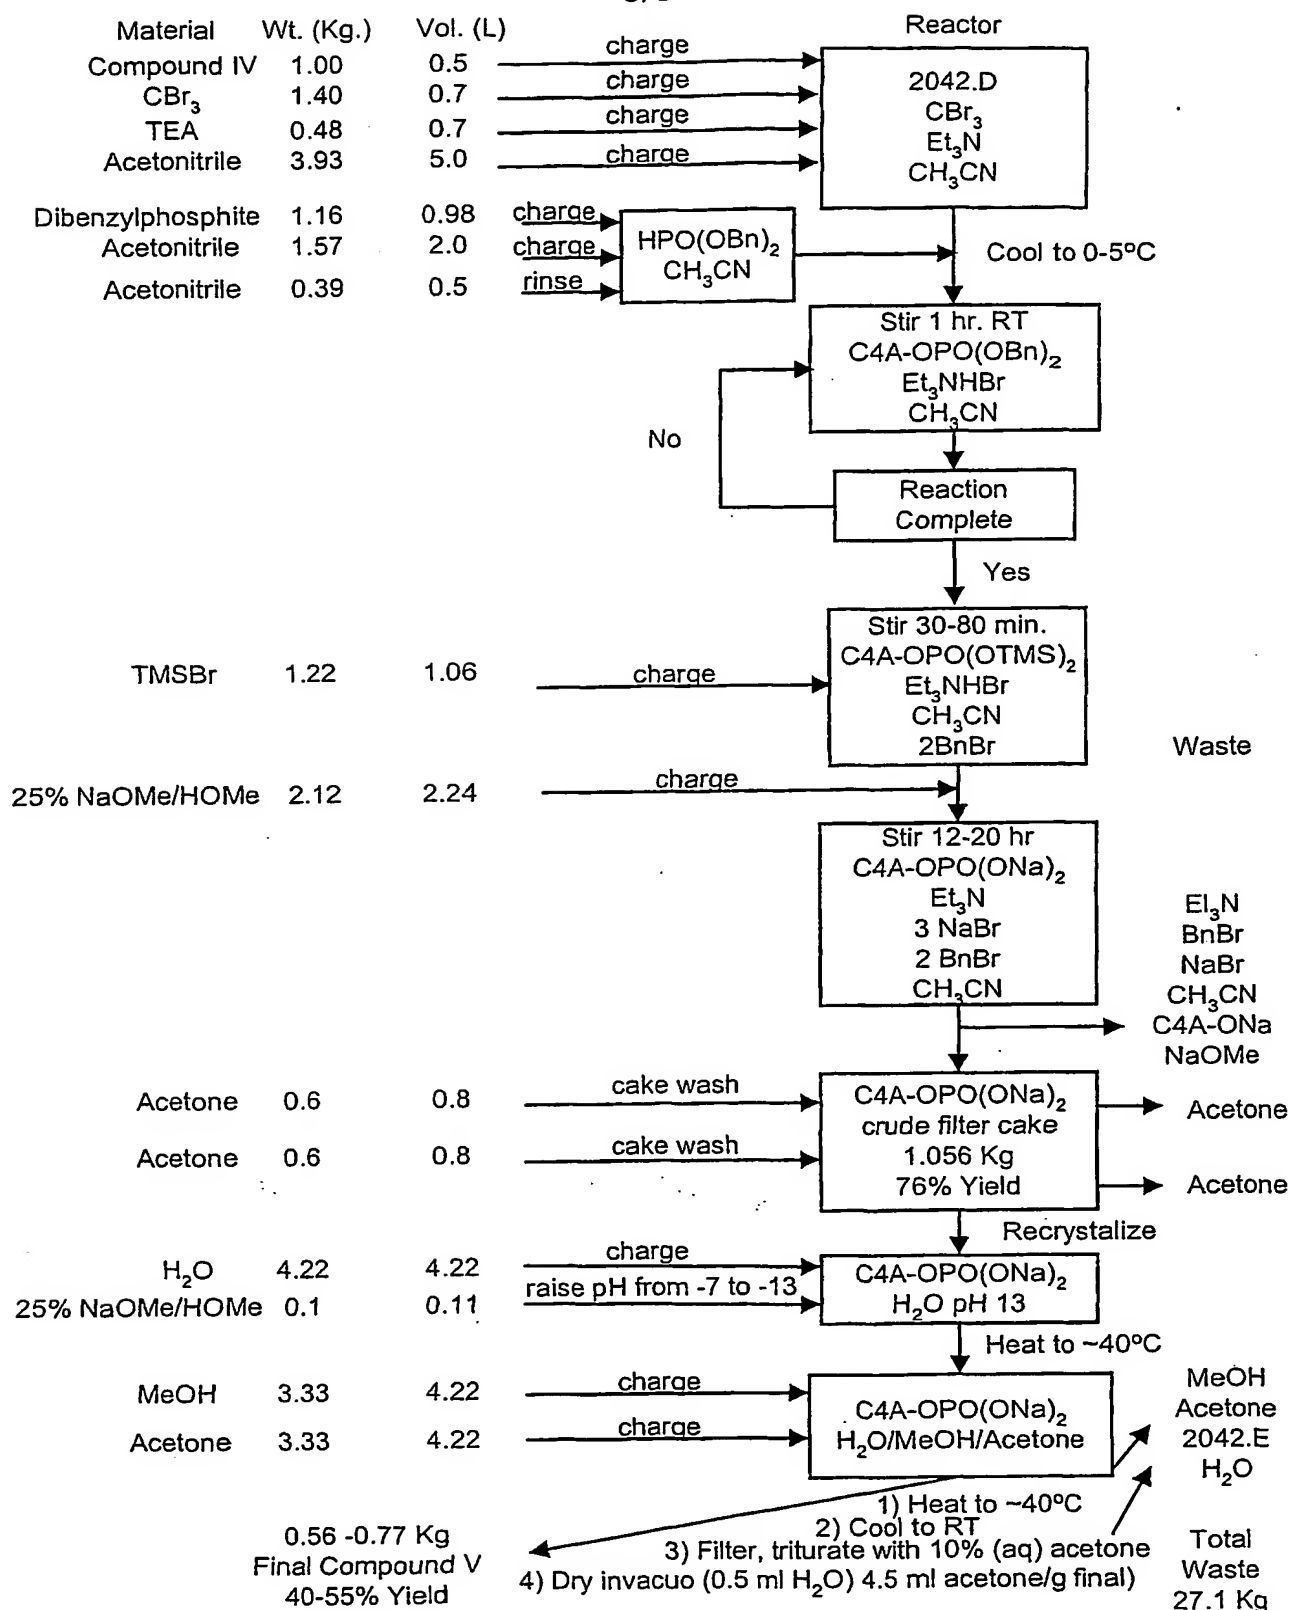 Material Wt. (Kg.) Vol. (L) Reactor
Compound IV 1.00 0.5 charge
CBr₃ 1.40 0.7 charge
TEA 0.48 0.7 charge
Acetonitrile 3.93 5.0 charge
2042.D
CBr₃
Et₃N
CH₃CN
Dibenzylphosphite 1.16 0.98 charge
Acetonitrile 1.57 2.0 charge
Acetonitrile 0.39 0.5 rinse
HPO(OBn)₂
CH₃CN
Cool to 0-5ºC
Stir 1 hr. RT
C4A-OPO(OBn)₂
Et₃NHBr
CH₃CN
No
Reaction
Complete
Yes
TMSBr 1.22 1.06 charge
Stir 30-80 min.
C4A-OPO(OTMS)₂
Et₃NHBr
CH₃CN
2BnBr
Waste
25% NaOMe/HOMe 2.12 2.24 charge
Stir 12-20 hr
C4A-OPO(ONa)₂
Et₃N
3 NaBr
2 BnBr
CH₃CN
El₃N
BnBr
NaBr
CH₃CN
C4A-ONa
NaOMe
Acetone 0.6 0.8 cake wash
Acetone 0.6 0.8 cake wash
C4A-OPO(ONa)₂
crude filter cake
1.056 Kg
76% Yield
Acetone
Acetone
Recrystalize
H₂O 4.22 4.22 charge
25% NaOMe/HOMe 0.1 0.11 raise pH from -7 to -13
C4A-OPO(ONa)₂
H₂O pH 13
Heat to ~40ºC
MeOH 3.33 4.22 charge
Acetone 3.33 4.22 charge
C4A-OPO(ONa)₂
H₂O/MeOH/Acetone
MeOH
Acetone
2042.E
H₂O
1) Heat to ~40ºC
2) Cool to RT
3) Filter, triturate with 10% (aq) acetone
4) Dry invacuo (0.5 ml H₂O) 4.5 ml acetone/g final)
0.56 -0.77 Kg
Final Compound V
40-55% Yield
Total
Waste
27.1 Kg